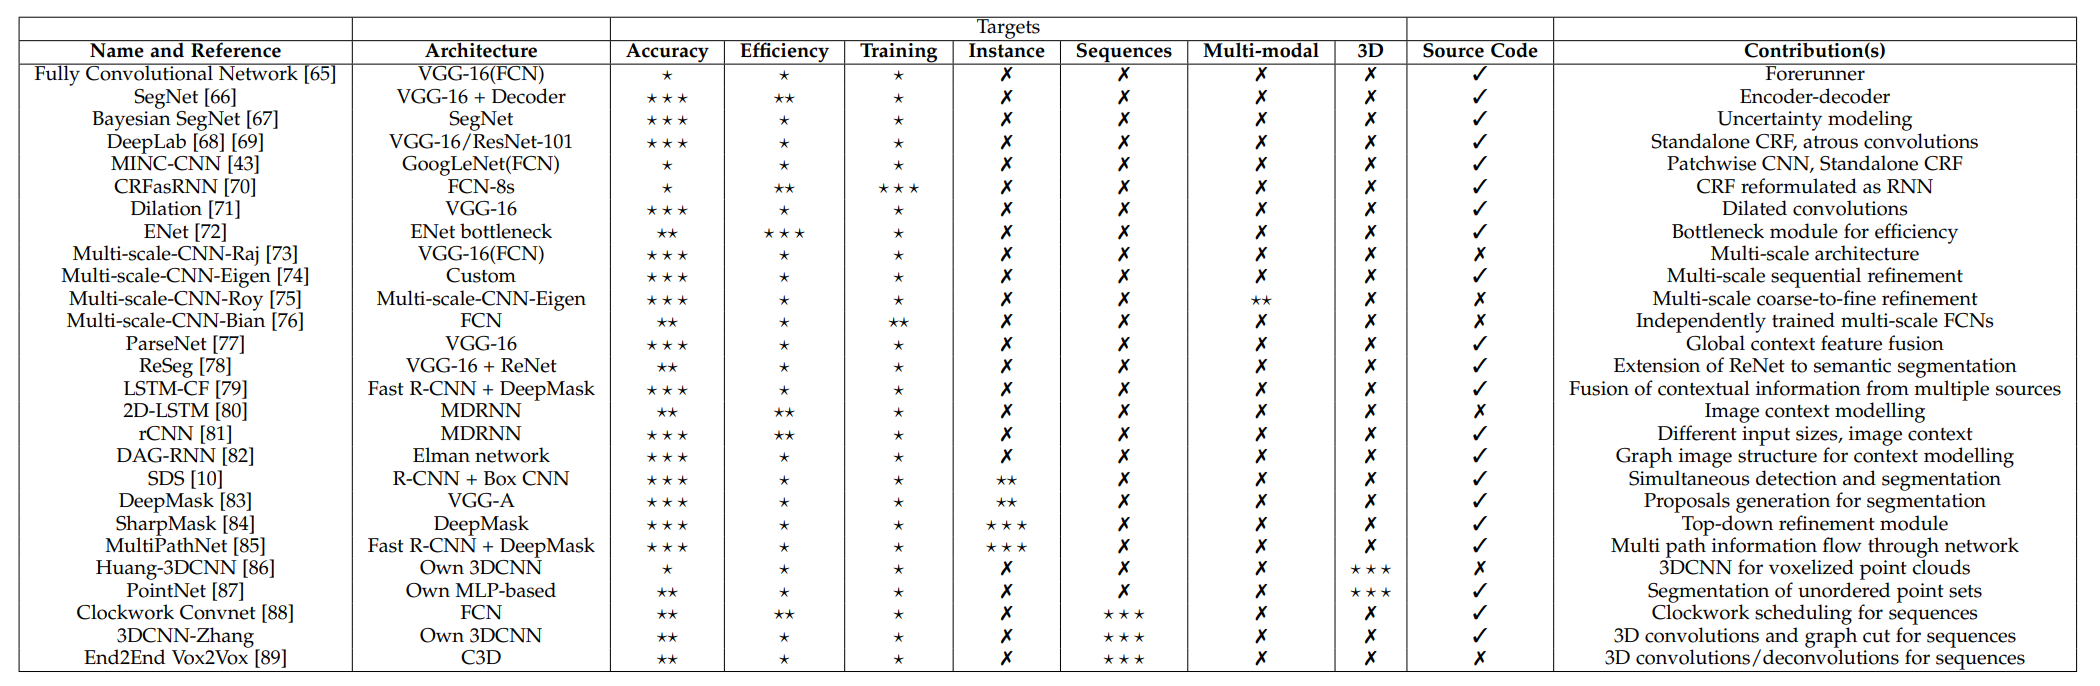 Targets
Name and Reference Architecture Accuracy Efficiency Training Instance Sequences Multi-modal 3D Source Code Contribution(s)
Fully Convolutional Network [65] VGG-16(FCN) ⋆ ⋆ ⋆ ✗ ✗ ✗ ✗ ✓ Forerunner
SegNet [66] VGG-16 + Decoder ⋆⋆⋆ ⋆⋆ ⋆ ✗ ✗ ✗ ✗ ✓ Encoder-decoder
Bayesian SegNet [67] SegNet ⋆⋆⋆ ⋆ ⋆ ✗ ✗ ✗ ✗ ✓ Uncertainty modeling
DeepLab [68] [69] VGG-16/ResNet-101 ⋆⋆⋆ ⋆ ⋆ ✗ ✗ ✗ ✗ ✓ Standalone CRF, atrous convolutions
MINC-CNN [43] GoogLeNet(FCN) ⋆ ⋆ ⋆ ✗ ✗ ✗ ✗ ✓ Patchwise CNN, Standalone CRF
CRFasRNN [70] FCN-8s ⋆ ⋆⋆ ⋆⋆⋆ ✗ ✗ ✗ ✗ ✓ CRF reformulated as RNN
Dilation [71] VGG-16 ⋆⋆⋆ ⋆ ⋆ ✗ ✗ ✗ ✗ ✓ Dilated convolutions
ENet [72] ENet bottleneck ⋆⋆ ⋆⋆⋆ ⋆ ✗ ✗ ✗ ✗ ✓ Bottleneck module for efficiency
Multi-scale-CNN-Raj [73] VGG-16(FCN) ⋆⋆⋆ ⋆ ⋆ ✗ ✗ ✗ ✗ ✗ Multi-scale architecture
Multi-scale-CNN-Eigen [74] Custom ⋆⋆⋆ ⋆ ⋆ ✗ ✗ ✗ ✗ ✓ Multi-scale sequential refinement
Multi-scale-CNN-Roy [75] Multi-scale-CNN-Eigen ⋆⋆⋆ ⋆ ⋆ ✗ ✗ ⋆⋆ ✗ ✗ Multi-scale coarse-to-fine refinement
Multi-scale-CNN-Bian [76] FCN ⋆⋆ ⋆ ⋆⋆ ✗ ✗ ✗ ✗ ✗ Independently trained multi-scale FCNs
ParseNet [77] VGG-16 ⋆⋆⋆ ⋆ ⋆ ✗ ✗ ✗ ✗ ✓ Global context feature fusion
ReSeg [78] VGG-16 + ReNet ⋆⋆ ⋆ ⋆ ✗ ✗ ✗ ✗ ✓ Extension of ReNet to semantic segmentation
LSTM-CF [79] Fast R-CNN + DeepMask ⋆⋆⋆ ⋆ ⋆ ✗ ✗ ✗ ✗ ✓ Fusion of contextual information from multiple sources
2D-LSTM [80] MDRNN ⋆⋆ ⋆⋆ ⋆ ✗ ✗ ✗ ✗ ✗ Image context modelling
rCNN [81] MDRNN ⋆⋆⋆ ⋆⋆ ⋆ ✗ ✗ ✗ ✗ ✓ Different input sizes, image context
DAG-RNN [82] Elman network ⋆⋆⋆ ⋆ ⋆ ✗ ✗ ✗ ✗ ✓ Graph image structure for context modelling
SDS [10] R-CNN + Box CNN ⋆⋆⋆ ⋆ ⋆ ⋆⋆ ✗ ✗ ✗ ✓ Simultaneous detection and segmentation
DeepMask [83] VGG-A ⋆⋆⋆ ⋆ ⋆ ⋆⋆ ✗ ✗ ✗ ✓ Proposals generation for segmentation
SharpMask [84] DeepMask ⋆⋆⋆ ⋆ ⋆ ⋆⋆⋆ ✗ ✗ ✗ ✓ Top-down refinement module
MultiPathNet [85] Fast R-CNN + DeepMask ⋆⋆⋆ ⋆ ⋆ ⋆⋆⋆ ✗ ✗ ✗ ✓ Multi path information flow through network
Huang-3DCNN [86] Own 3DCNN ⋆ ⋆ ⋆ ✗ ✗ ✗ ⋆⋆⋆ ✗ 3DCNN for voxelized point clouds
PointNet [87] Own MLP-based ⋆⋆ ⋆ ⋆ ✗ ✗ ✗ ⋆⋆⋆ ✓ Segmentation of unordered point sets
Clockwork Convnet [88] FCN ⋆⋆ ⋆⋆ ⋆ ✗ ⋆⋆⋆ ✗ ✗ ✓ Clockwork scheduling for sequences
3DCNN-Zhang Own 3DCNN ⋆⋆ ⋆ ⋆ ✗ ⋆⋆⋆ ✗ ✗ ✓ 3D convolutions and graph cut for sequences
End2End Vox2Vox [89] C3D ⋆⋆ ⋆ ⋆ ✗ ⋆⋆⋆ ✗ ✗ ✗ 3D convolutions/deconvolutions for sequences